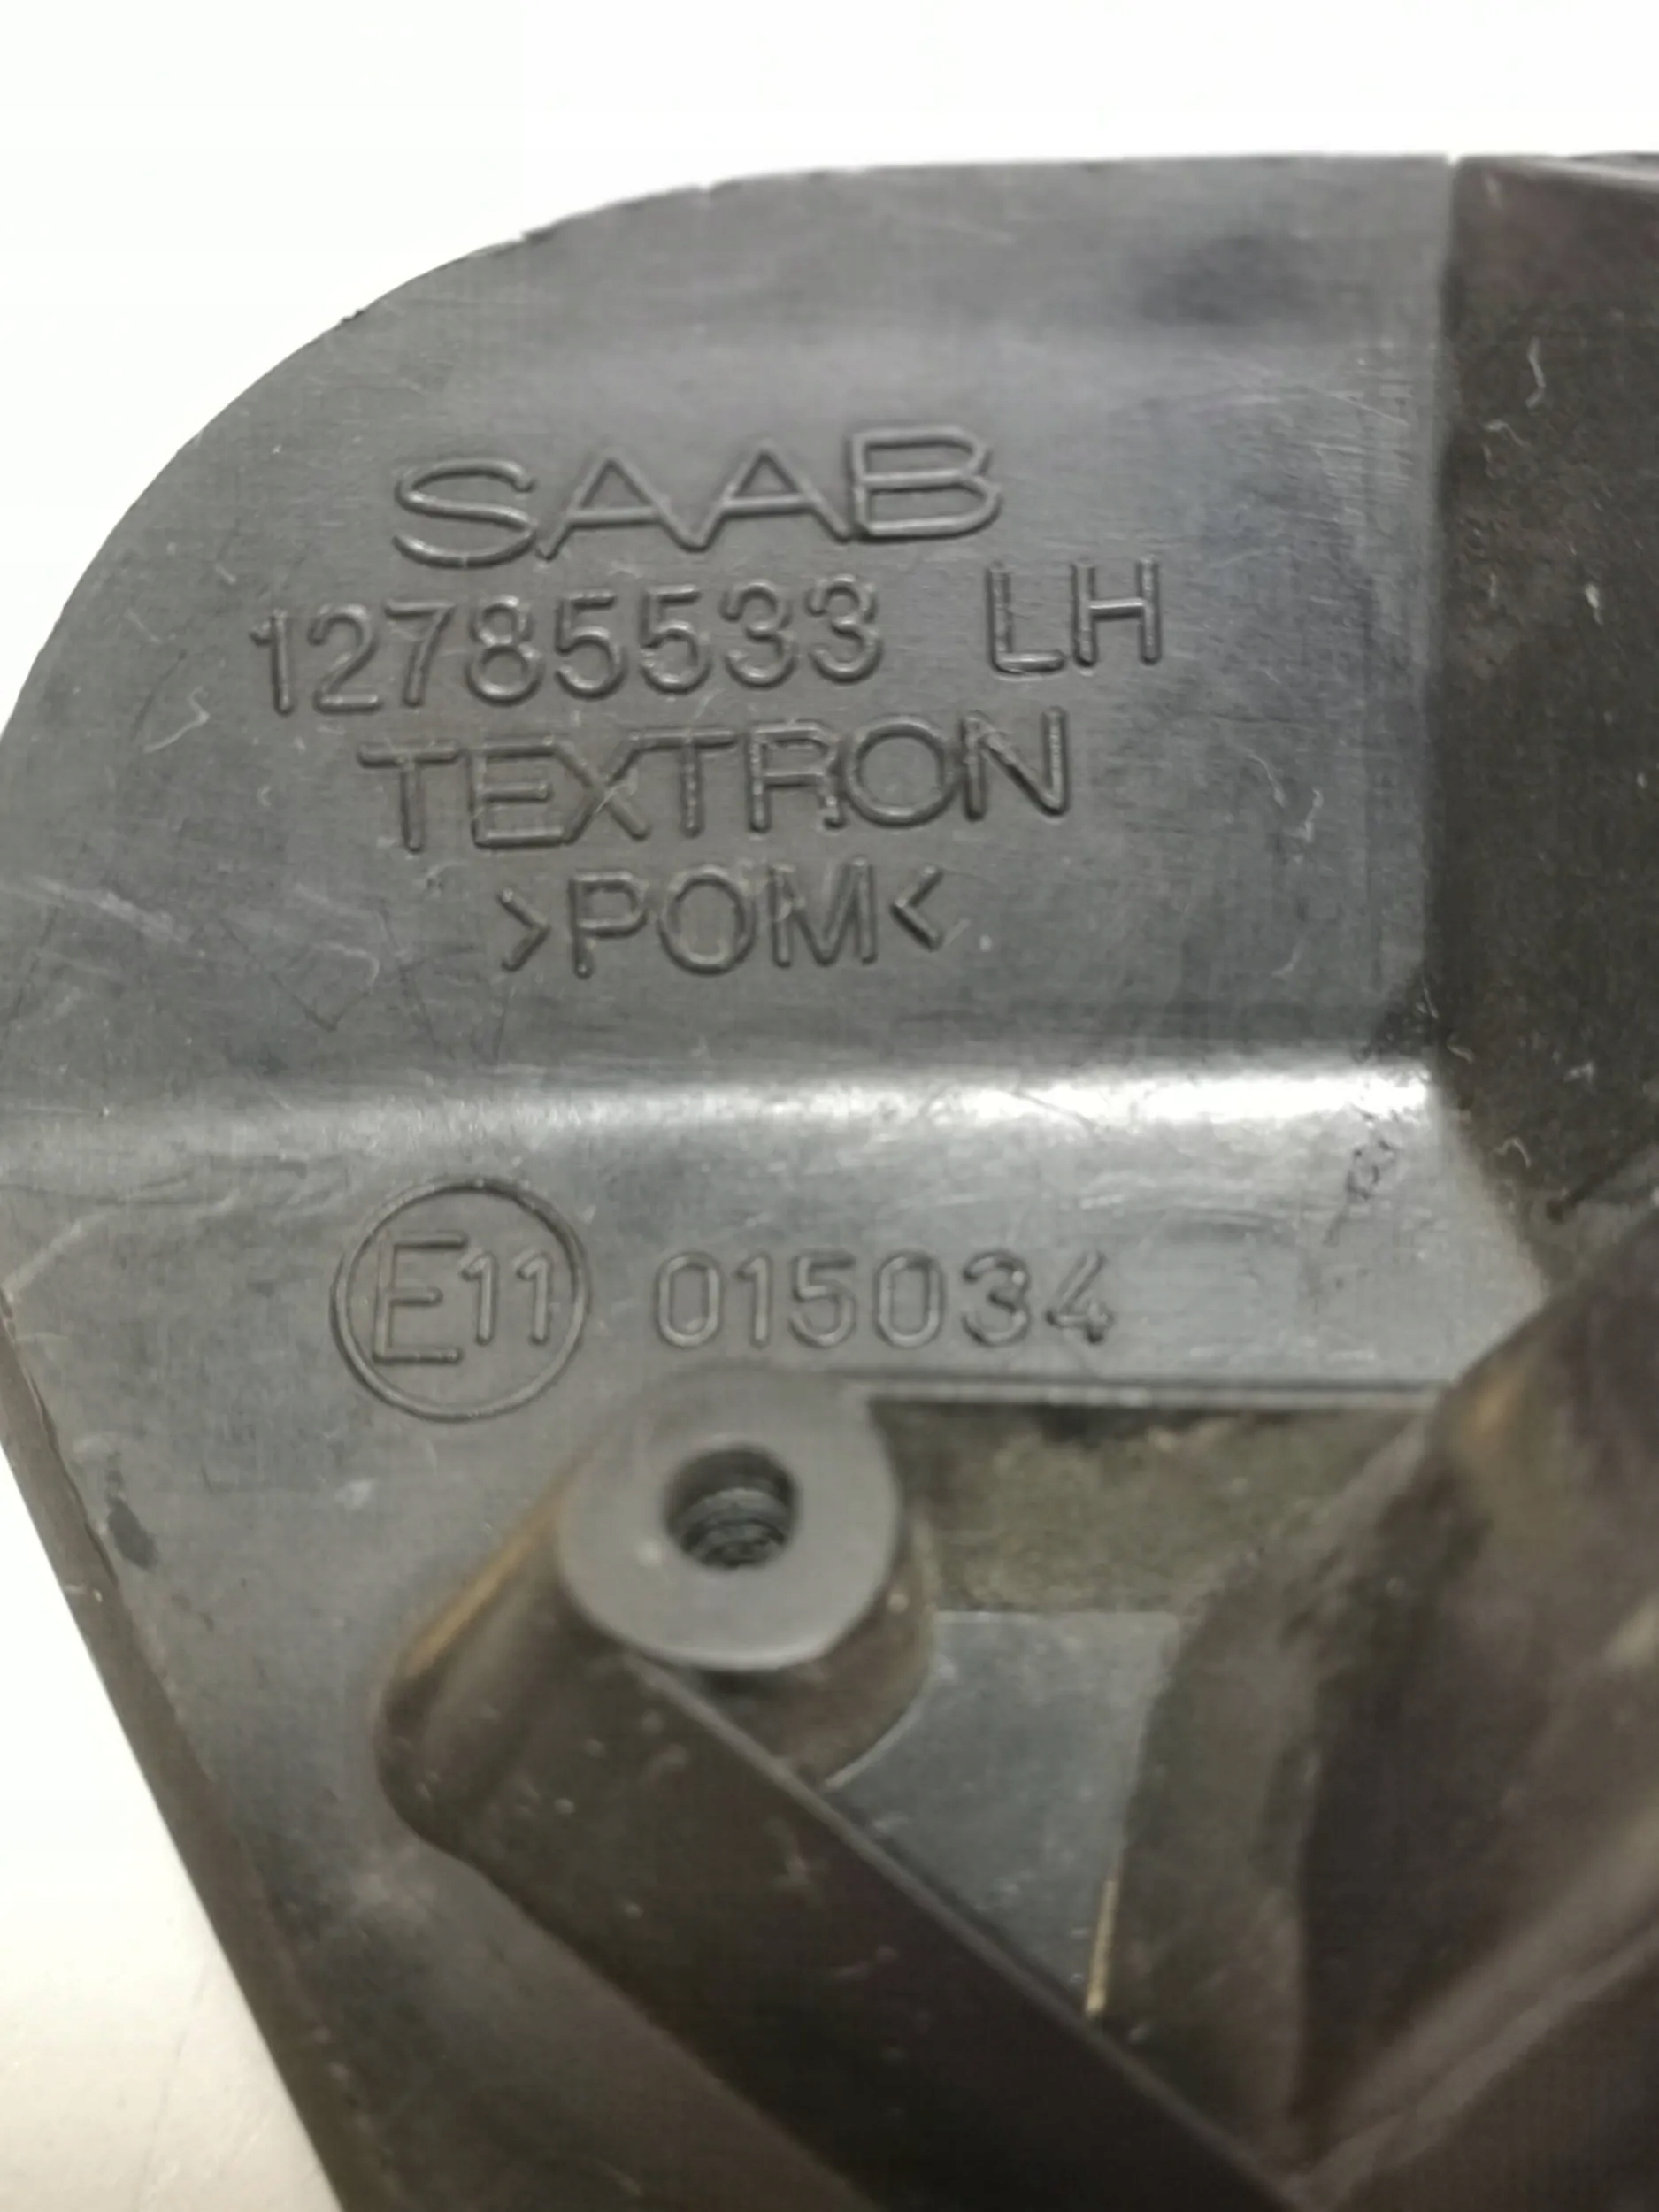 SAAB
12785533 LH
TEXTRON
>POM<
E11 015034